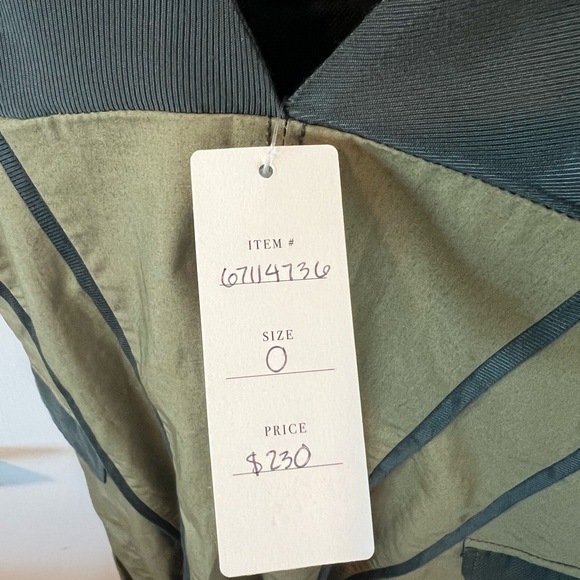 ITEM #
67114736
SIZE
0
PRICE
$230